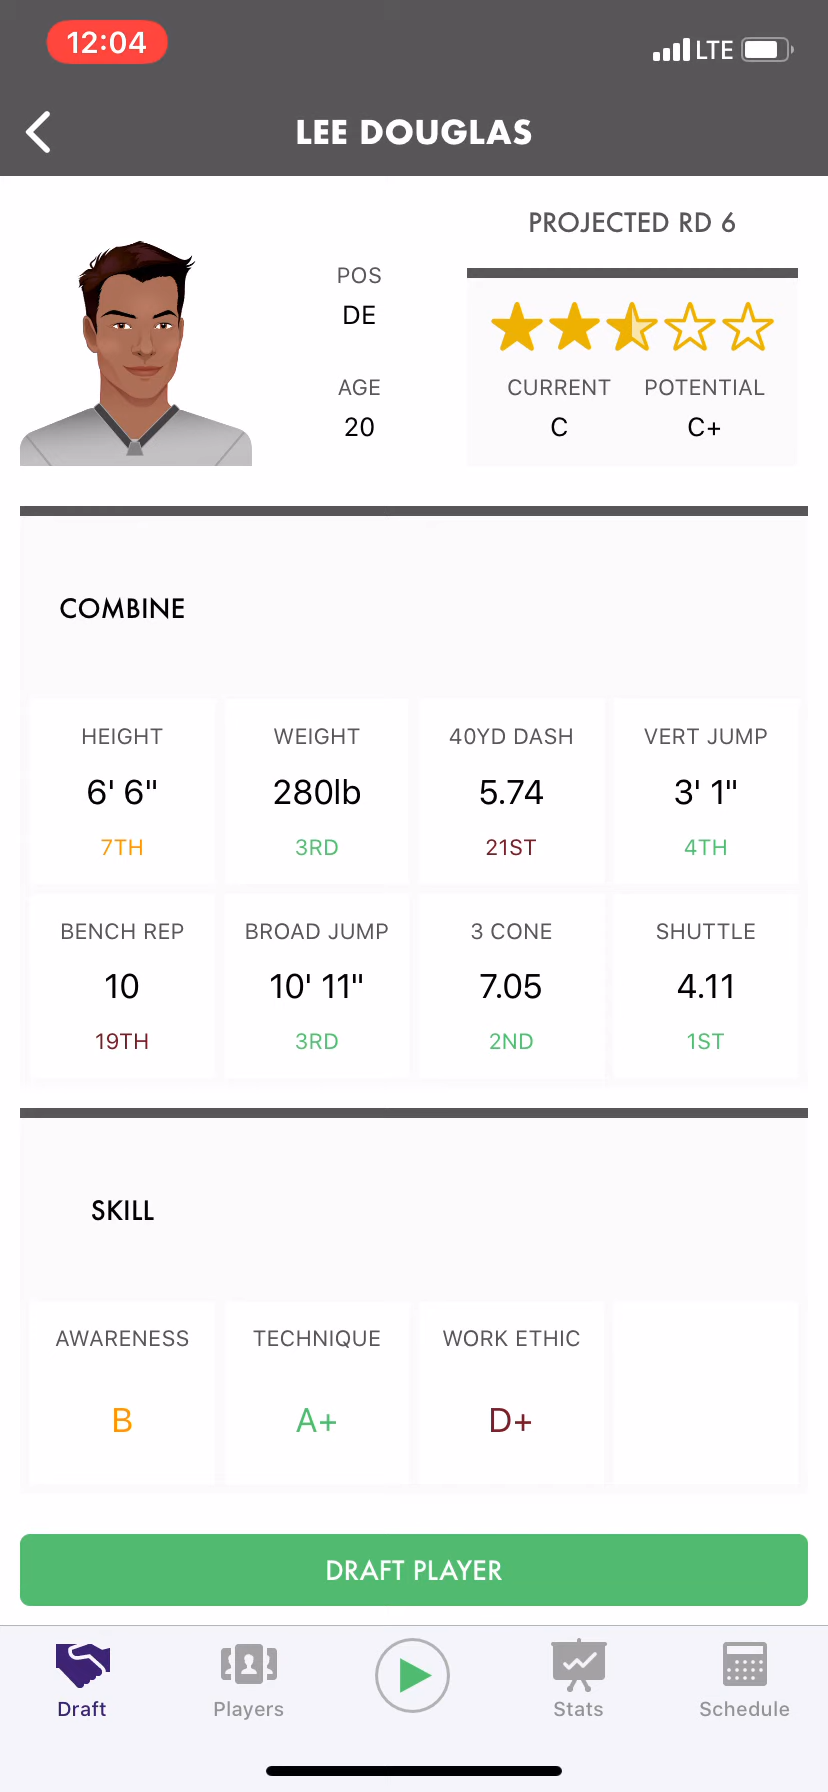 12:04
LTE
LEE DOUGLAS
PROJECTED RD 6
POS
DE
AGE
20
CURRENT POTENTIAL
C C+
COMBINE
HEIGHT WEIGHT 40YD DASH VERT JUMP
6' 6" 280lb 5.74 3' 1"
7TH 3RD 21ST 4TH
BENCH REP BROAD JUMP 3 CONE SHUTTLE
10 10' 11" 7.05 4.11
19TH 3RD 2ND 1ST
SKILL
AWARENESS TECHNIQUE WORK ETHIC
B A+ D+
DRAFT PLAYER
Draft Players Stats Schedule